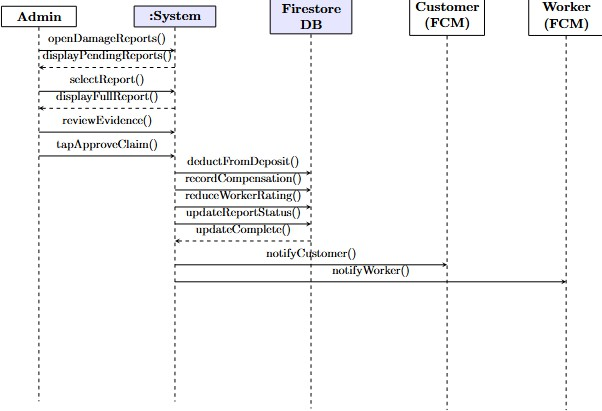 Admin
:System
Firestore
DB
Customer
(FCM)
Worker
(FCM)
openDamageReports()
displayPendingReports()
selectReport()
displayFullReport()
reviewEvidence()
tapApproveClaim()
deductFromDeposit()
recordCompensation()
reduceWorkerRating()
updateReportStatus()
updateComplete()
notifyCustomer()
notifyWorker()